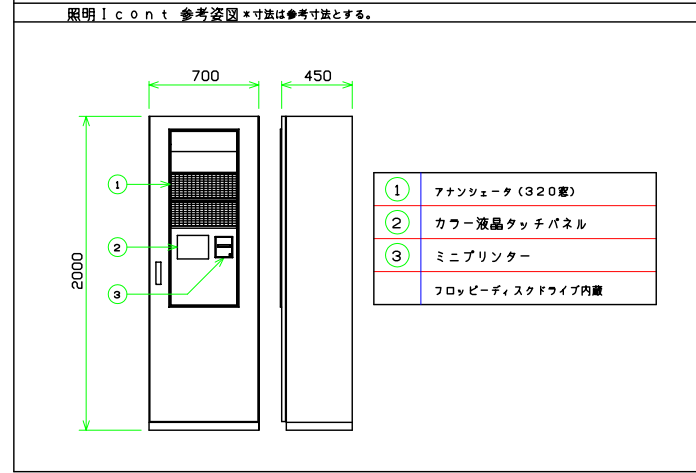 照明Icont 参考姿図*寸法は参考寸法とする。
700
450
2000
1
2
3
1 アナンシェータ(320窓)
2 カラー液晶タッチパネル
3 ミニプリンター
フロッピーディスクドライブ内蔵